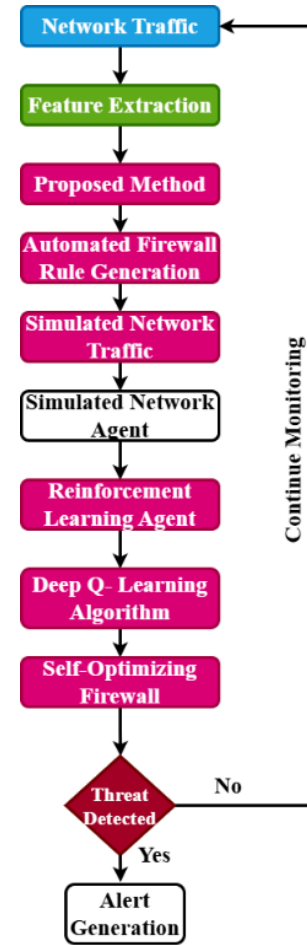 Network Traffic
Feature Extraction
Proposed Method
Automated Firewall
Rule Generation
Simulated Network
Traffic
Simulated Network
Agent
Reinforcement
Learning Agent
Deep Q- Learning
Algorithm
Self-Optimizing
Firewall
Threat
Detected
No
Yes
Alert
Generation
Continue Monitoring